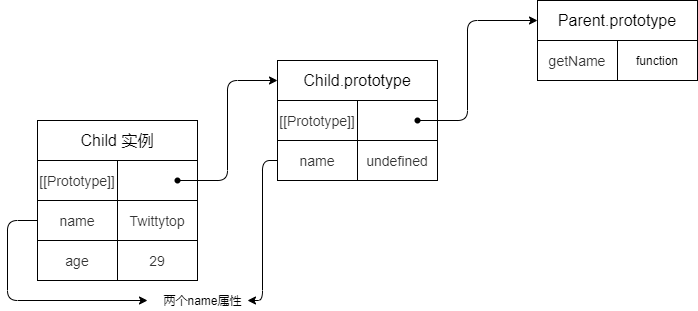 Parent.prototype
getName function
Child.prototype
[[Prototype]]
name undefined
Child 实例
[[Prototype]]
name Twittytop
age 29
两个name属性